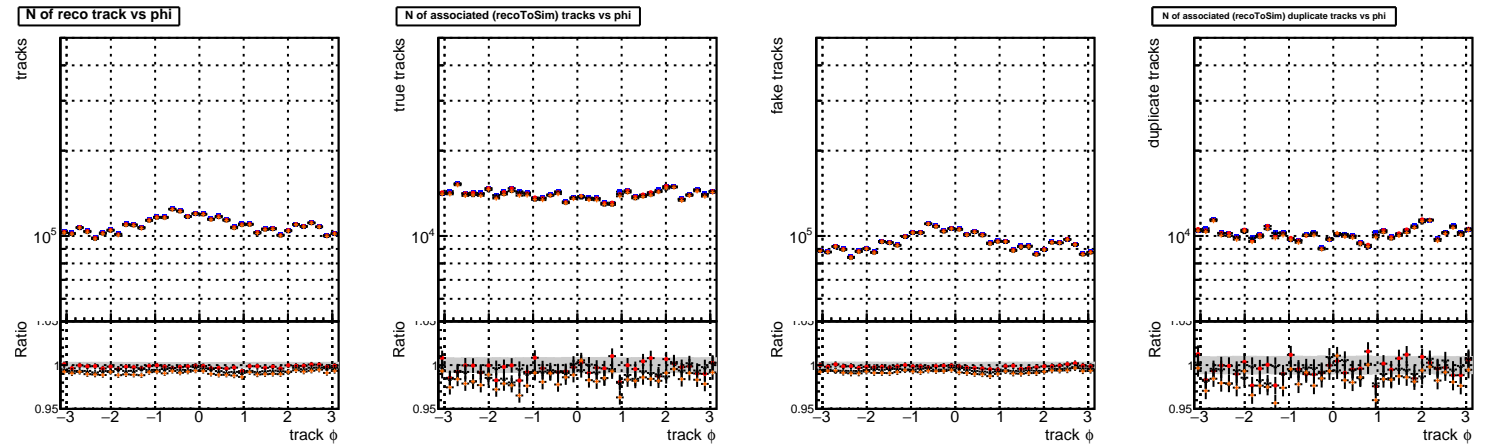 N of reco track vs phi
tracks
10^5
Ratio
1
0.95
−3 −2 −1 0 1 2 3
track φ
N of associated (recoToSim) tracks vs phi
true tracks
10^4
Ratio
1
0.95
−3 −2 −1 0 1 2 3
track φ
fake tracks
10^5
Ratio
1
0.95
−3 −2 −1 0 1 2 3
track φ
N of associated (recoToSim) duplicate tracks vs phi
duplicate tracks
10^4
Ratio
1
0.95
−3 −2 −1 0 1 2 3
track φ